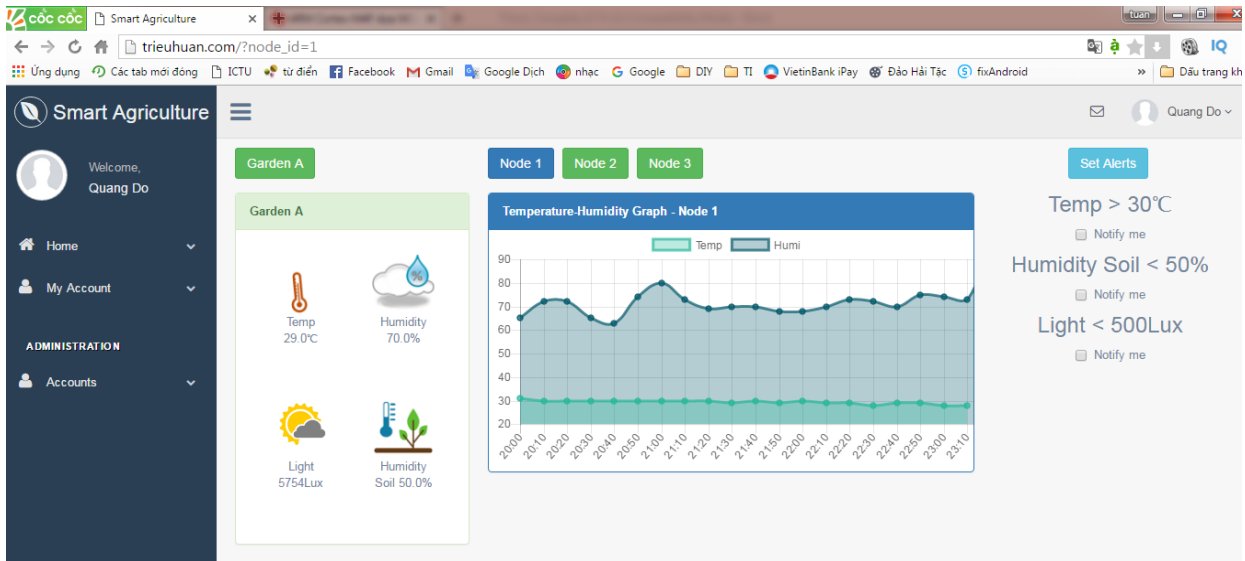 CỐC CỐC Smart Agriculture × tuan
trieuhuan.com/?node_id=1 à IQ
Ứng dụng Các tab mới đóng ICTU từ điển Facebook Gmail Google Dịch nhạc Google DIY TI VietinBank iPay Đảo Hải Tặc fixAndroid » Dấu trang kh
Smart Agriculture Quang Do
Welcome,
Quang Do
Home
My Account
ADMINISTRATION
Accounts
Garden A
Garden A
%
Temp Humidity
29.0℃ 70.0%
Light Humidity
5754Lux Soil 50.0%
Node 1 Node 2 Node 3
Temperature-Humidity Graph - Node 1
Temp Humi
90
80
70
60
50
40
30
20
20:00 20:10 20:20 20:30 20:40 20:50 21:00 21:10 21:20 21:30 21:40 21:50 22:00 22:10 22:20 22:30 22:40 22:50 23:00 23:10
Set Alerts
Temp > 30℃
Notify me
Humidity Soil < 50%
Notify me
Light < 500Lux
Notify me